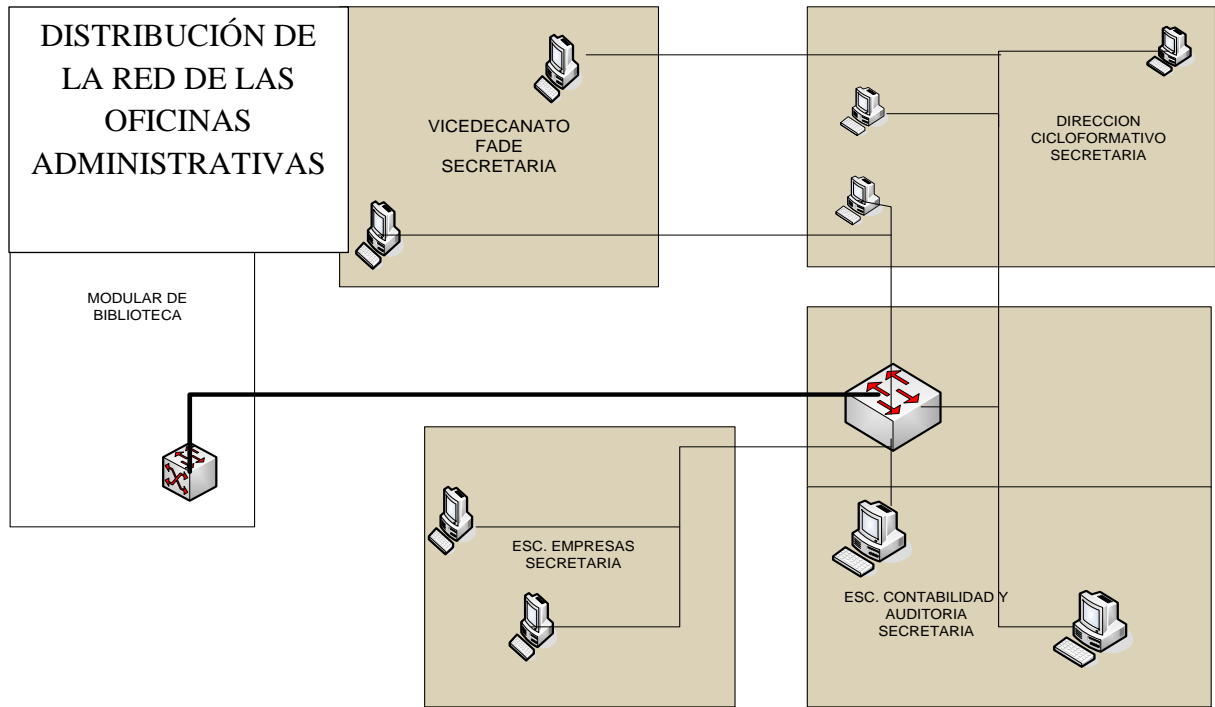 DISTRIBUCIÓN DE
LA RED DE LAS
OFICINAS
ADMINISTRATIVAS
VICEDECANATO
FADE
SECRETARIA
DIRECCION
CICLOFORMATIVO
SECRETARIA
MODULAR DE
BIBLIOTECA
ESC. EMPRESAS
SECRETARIA
ESC. CONTABILIDAD Y
AUDITORIA
SECRETARIA